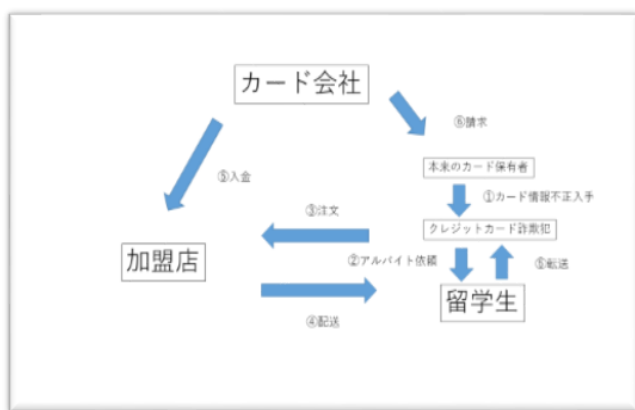 カード会社
⑥請求
本来のカード保有者
⑤入金
①カード情報不正入手
③注文
クレジットカード詐欺犯
加盟店
②アルバイト依頼
⑤転送
留学生
④配送